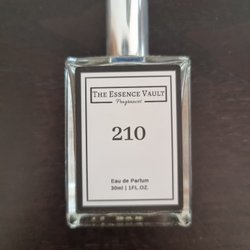 THE ESSENCE VAULT
Fragrances
210
Eau de Parfum
30ml | 1FL.OZ.